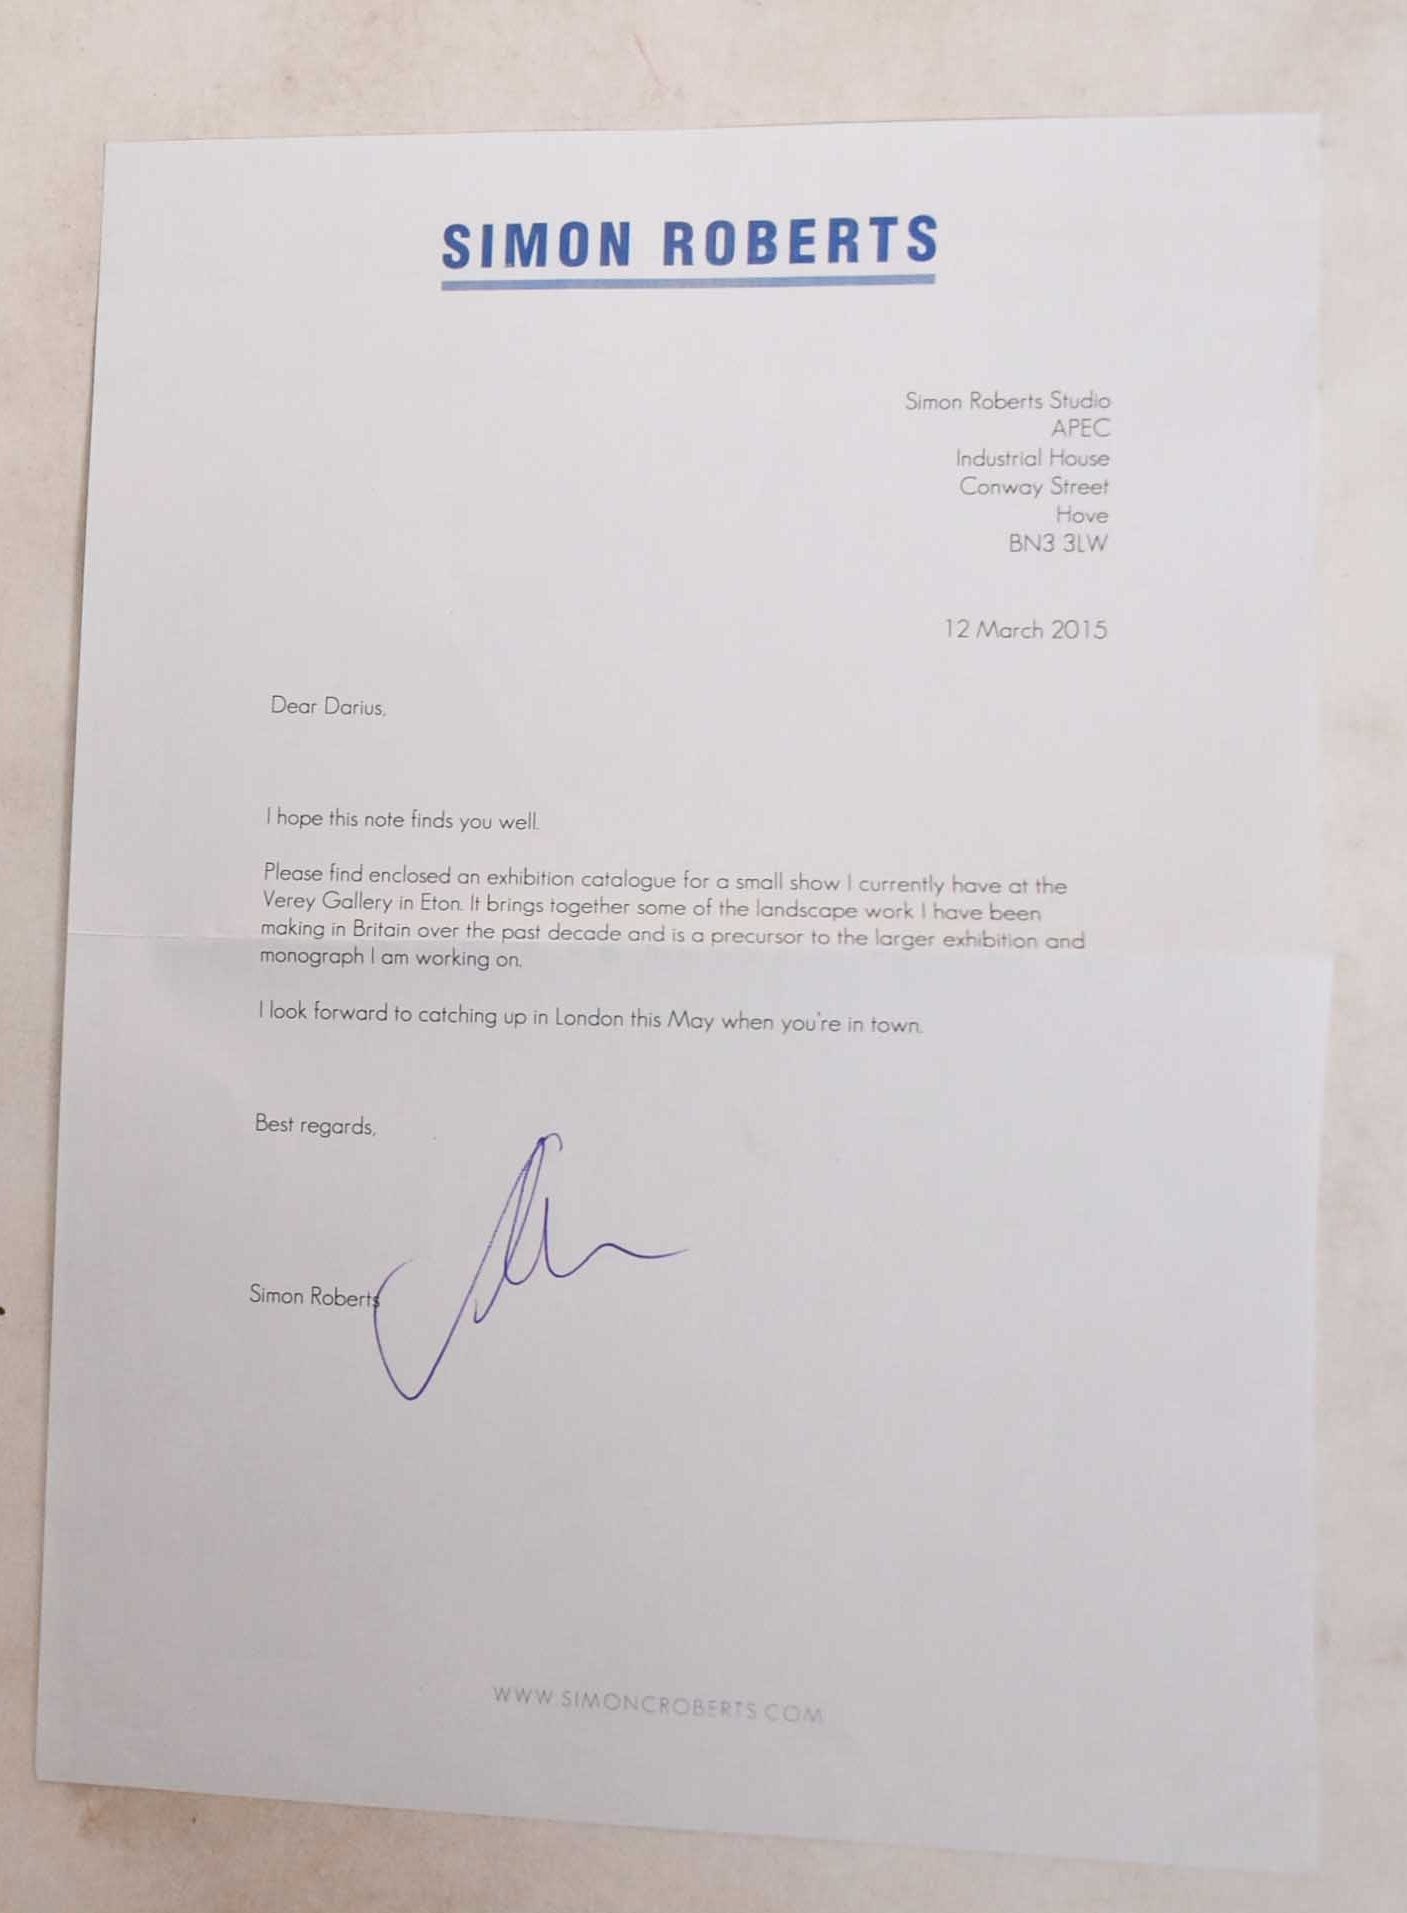 SIMON ROBERTS
Simon Roberts Studio
APEC
Industrial House
Conway Street
Hove
BN3 3LW
12 March 2015
Dear Darius,
I hope this note finds you well.
Please find enclosed an exhibition catalogue for a small show I currently have at the
Verey Gallery in Eton. It brings together some of the landscape work I have been
making in Britain over the past decade and is a precursor to the larger exhibition and
monograph I am working on.
I look forward to catching up in London this May when you're in town.
Best regards,
Simon Roberts
WWW.SIMONCROBERTS.COM